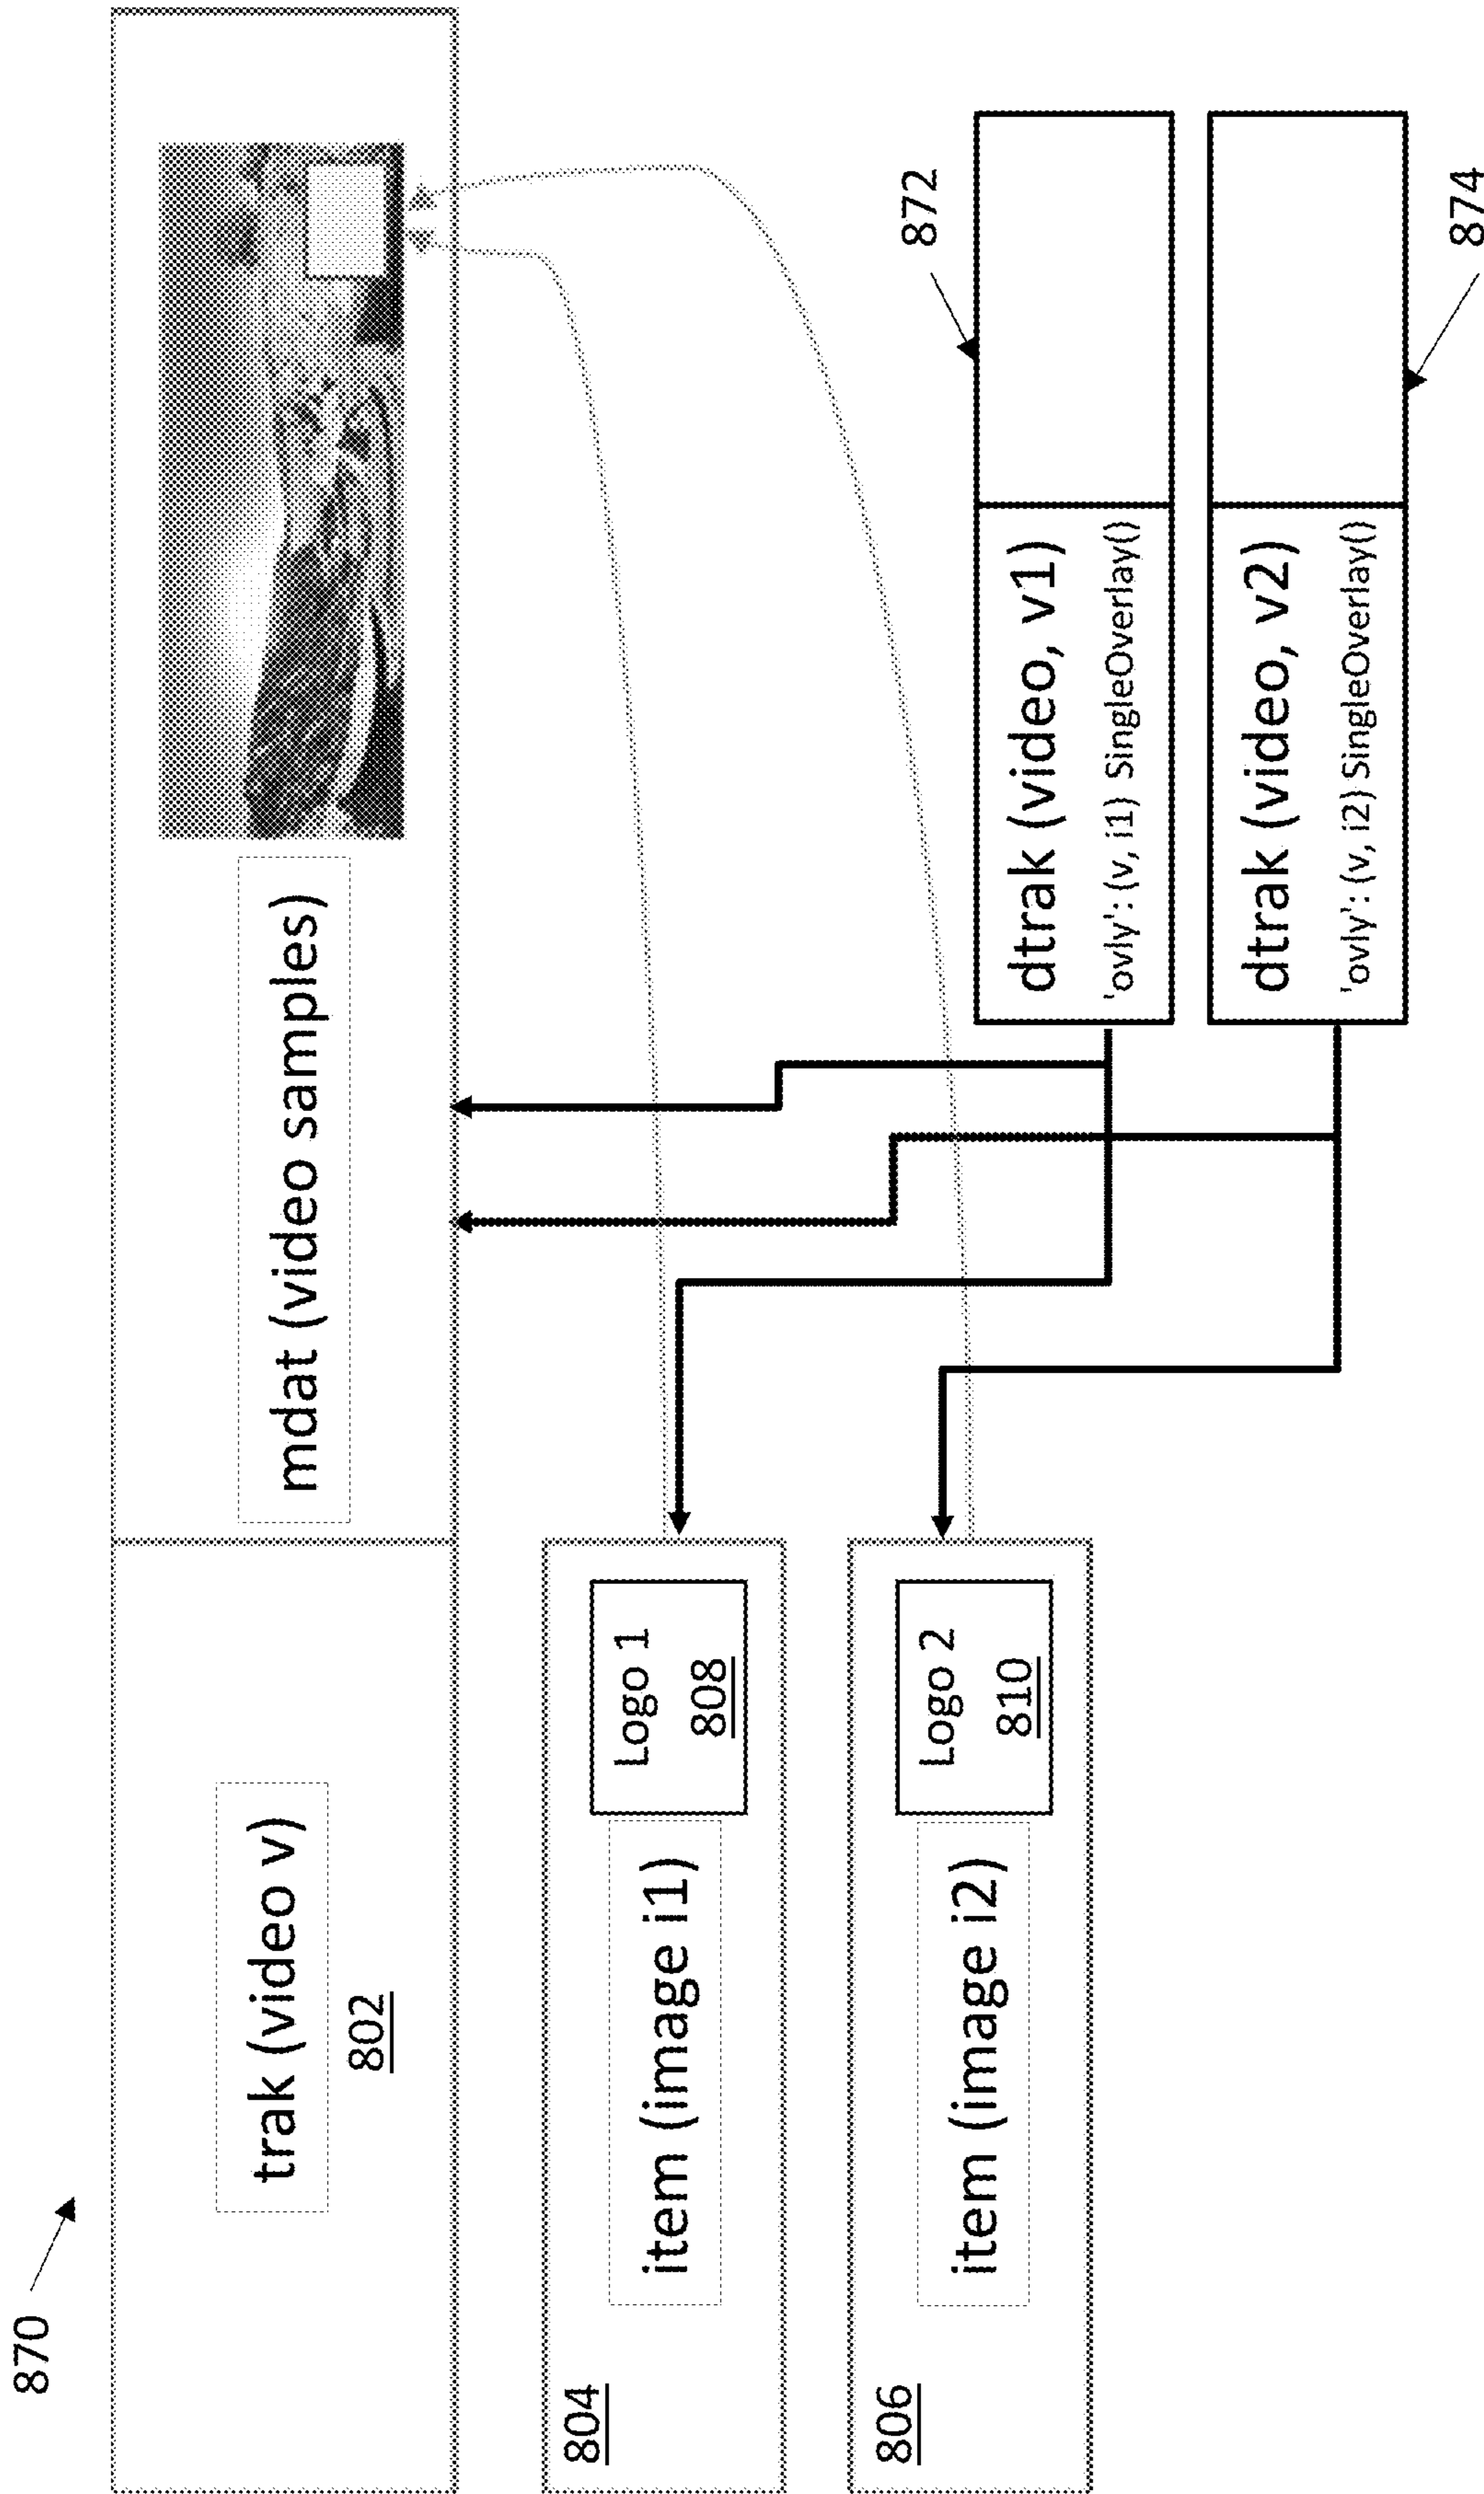 870
trak (video v)
802
mdat (video samples)
804
item (image i1)
Logo 1
808
806
item (image i2)
Logo 2
810
872
dtrak (video, v1)
'ovly': (v, i1) SingleOverlay()
dtrak (video, v2)
'ovly': (v, i2) SingleOverlay()
874